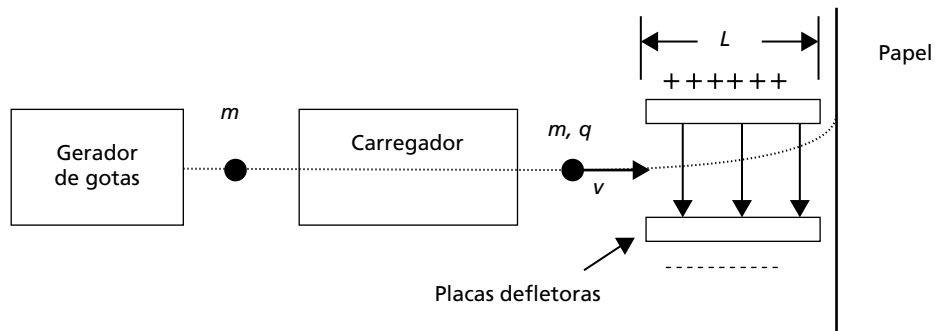 L
Papel
++++++
m
m, q
Gerador
de gotas
Carregador
v
Placas defletoras